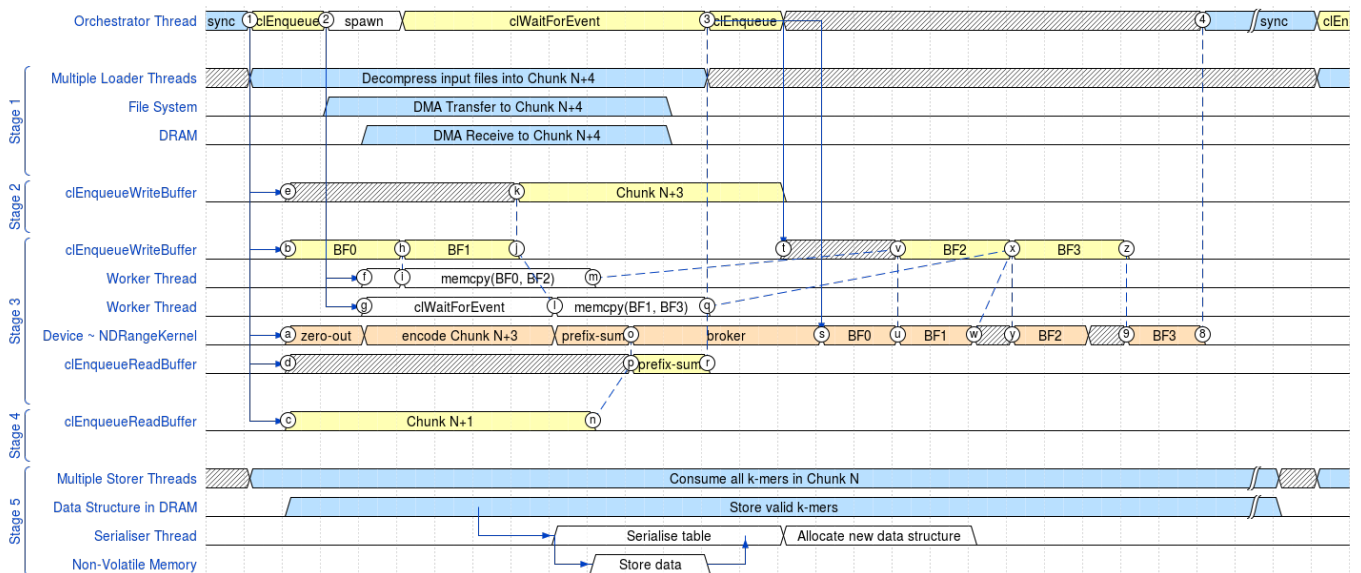 Orchestrator Thread sync 1 clEnqueue 2 spawn clWaitForEvent 3 clEnqueue 4 sync clEn
Stage 1
Multiple Loader Threads Decompress input files into Chunk N+4
File System DMA Transfer to Chunk N+4
DRAM DMA Receive to Chunk N+4
Stage 2
clEnqueueWriteBuffer e k Chunk N+3
Stage 3
clEnqueueWriteBuffer b BF0 h BF1 j t v BF2 x BF3 z
Worker Thread f i memcpy(BF0, BF2) m
Worker Thread g clWaitForEvent l memcpy(BF1, BF3) q
Device ~ NDRangeKernel a zero-out encode Chunk N+3 prefix-sum o broker s BF0 u BF1 w y BF2 9 BF3 8
clEnqueueReadBuffer d p prefix-sum r
Stage 4
clEnqueueReadBuffer c Chunk N+1 n
Stage 5
Multiple Storer Threads Consume all k-mers in Chunk N
Data Structure in DRAM Store valid k-mers
Serialiser Thread Serialise table Allocate new data structure
Non-Volatile Memory Store data